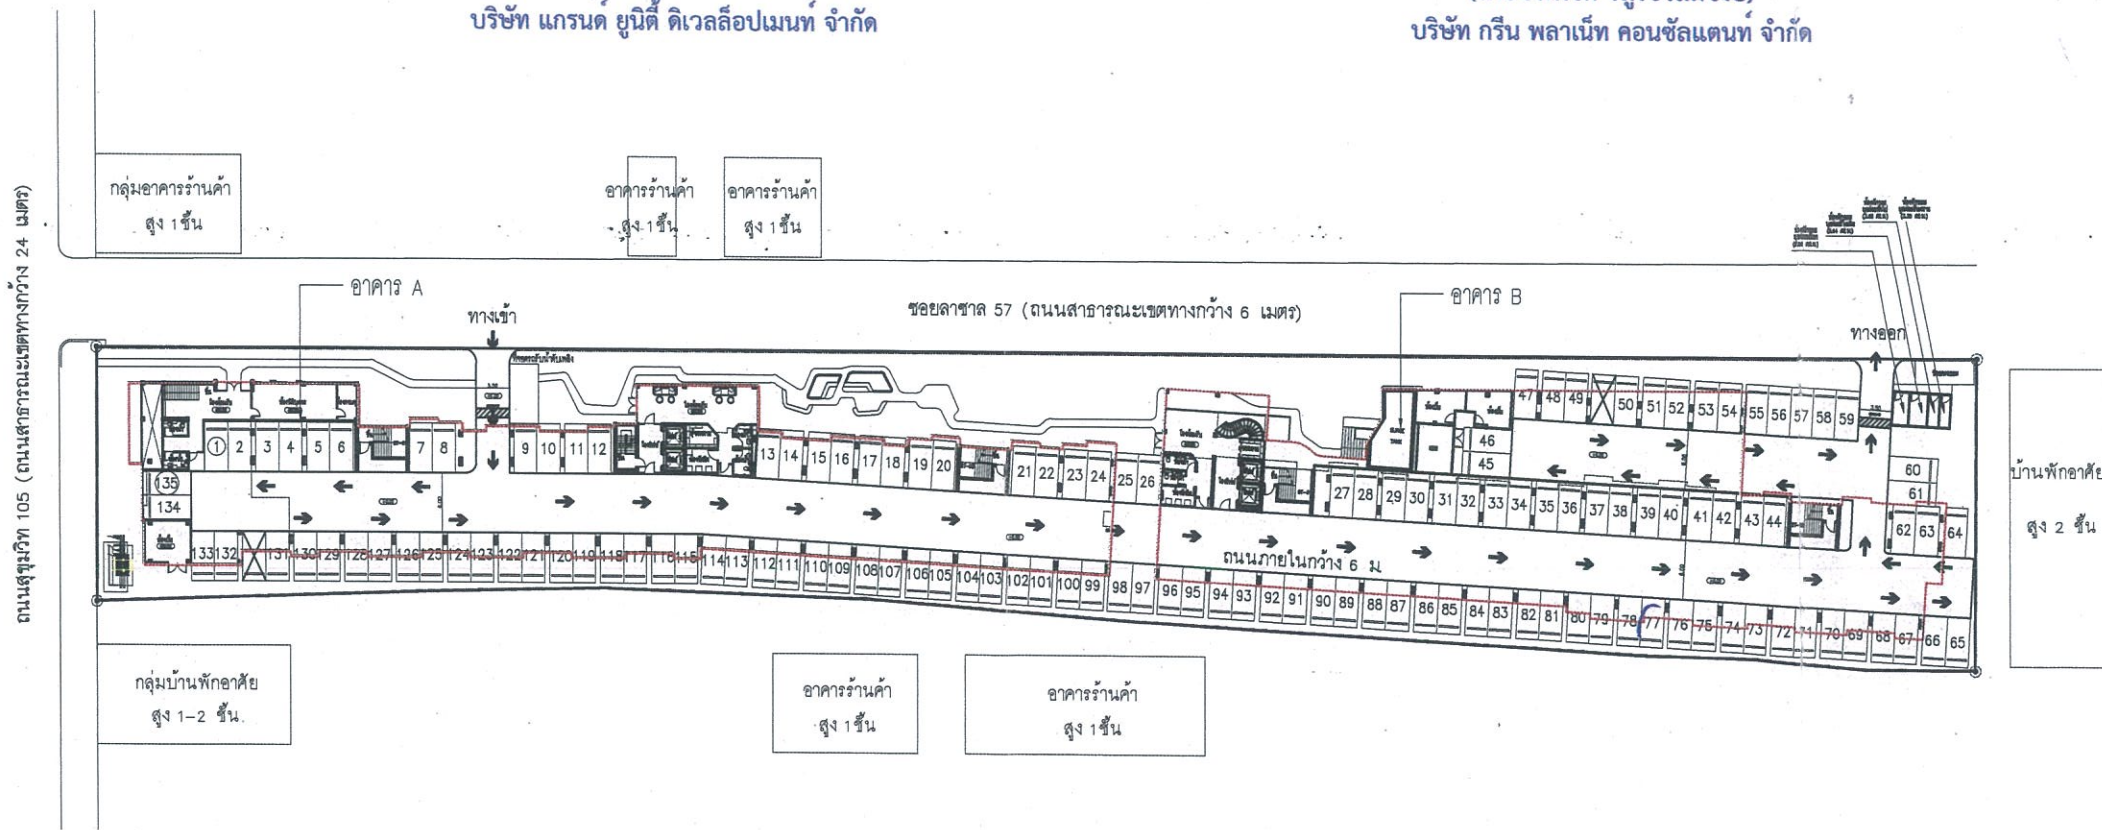 บริษัท แกรนด์ ยูนิตี้ ดิเวลล็อปเมนท์ จำกัด
บริษัท กรีน พลาเน็ท คอนซัลแตนท์ จำกัด
ถนนสุขุมวิท 105 (ถนนสาธารณะเขตทางกว้าง 24 เมตร)
กลุ่มอาคารร้านค้า
สูง 1ชั้น
อาคารร้านค้า
สูง 1ชั้น
อาคารร้านค้า
สูง 1ชั้น
อาคาร A
ทางเข้า
ซอยลาซาล 57 (ถนนสาธารณะเขตทางกว้าง 6 เมตร)
อาคาร B
ทางออก
47 48 49 50 51 52 53 54 55 56 57 58 59
1 2 3 4 5 6 7 8 9 10 11 12 13 14 15 16 17 18 19 20 21 22 23 24 25 26
46
45
60
61
27 28 29 30 31 32 33 34 35 36 37 38 39 40 41 42 43 44
62 63 64
135
134
ถนนภายในกว้าง 6 ม
133 132 131 130 129 128 127 126 125 124 123 122 121 120 119 118 117 116 115 114 113 112 111 110 109 108 107 106 105 104 103 102 101 100 99 98 97 96 95 94 93 92 91 90 89 88 87 86 85 84 83 82 81 80 79 78 77 76 75 74 73 72 71 70 69 68 67 66 65
บ้านพักอาศัย
สูง 2 ชั้น
กลุ่มบ้านพักอาศัย
สูง 1-2 ชั้น
อาคารร้านค้า
สูง 1ชั้น
อาคารร้านค้า
สูง 1ชั้น